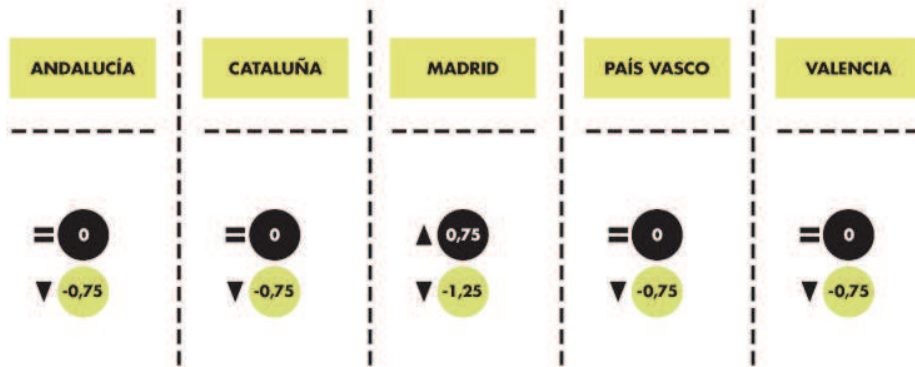 ANDALUCÍA
CATALUÑA
MADRID
PAÍS VASCO
VALENCIA
= 0
= 0
▲ 0,75
= 0
= 0
▼ -0,75
▼ -0,75
▼ -1,25
▼ -0,75
▼ -0,75